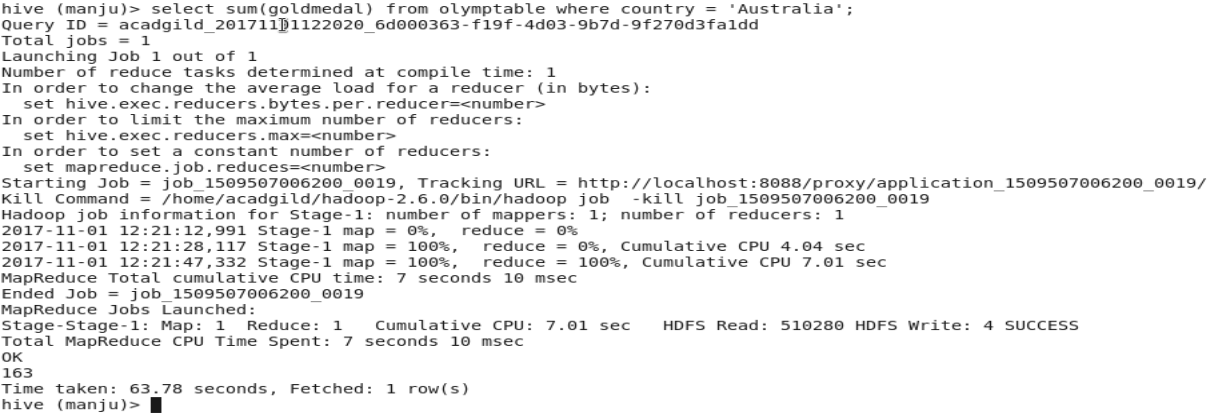 hive (manju)> select sum(goldmedal) from olymptable where country = 'Australia';
Query ID = acadgild_20171101122020_6d000363-f19f-4d03-9b7d-9f270d3fa1dd
Total jobs = 1
Launching Job 1 out of 1
Number of reduce tasks determined at compile time: 1
In order to change the average load for a reducer (in bytes):
  set hive.exec.reducers.bytes.per.reducer=<number>
In order to limit the maximum number of reducers:
  set hive.exec.reducers.max=<number>
In order to set a constant number of reducers:
  set mapreduce.job.reduces=<number>
Starting Job = job_1509507006200_0019, Tracking URL = http://localhost:8088/proxy/application_1509507006200_0019/
Kill Command = /home/acadgild/hadoop-2.6.0/bin/hadoop job  -kill job_1509507006200_0019
Hadoop job information for Stage-1: number of mappers: 1; number of reducers: 1
2017-11-01 12:21:12,991 Stage-1 map = 0%,  reduce = 0%
2017-11-01 12:21:28,117 Stage-1 map = 100%,  reduce = 0%, Cumulative CPU 4.04 sec
2017-11-01 12:21:47,332 Stage-1 map = 100%,  reduce = 100%, Cumulative CPU 7.01 sec
MapReduce Total cumulative CPU time: 7 seconds 10 msec
Ended Job = job_1509507006200_0019
MapReduce Jobs Launched:
Stage-Stage-1: Map: 1  Reduce: 1   Cumulative CPU: 7.01 sec   HDFS Read: 510280 HDFS Write: 4 SUCCESS
Total MapReduce CPU Time Spent: 7 seconds 10 msec
OK
163
Time taken: 63.78 seconds, Fetched: 1 row(s)
hive (manju)>